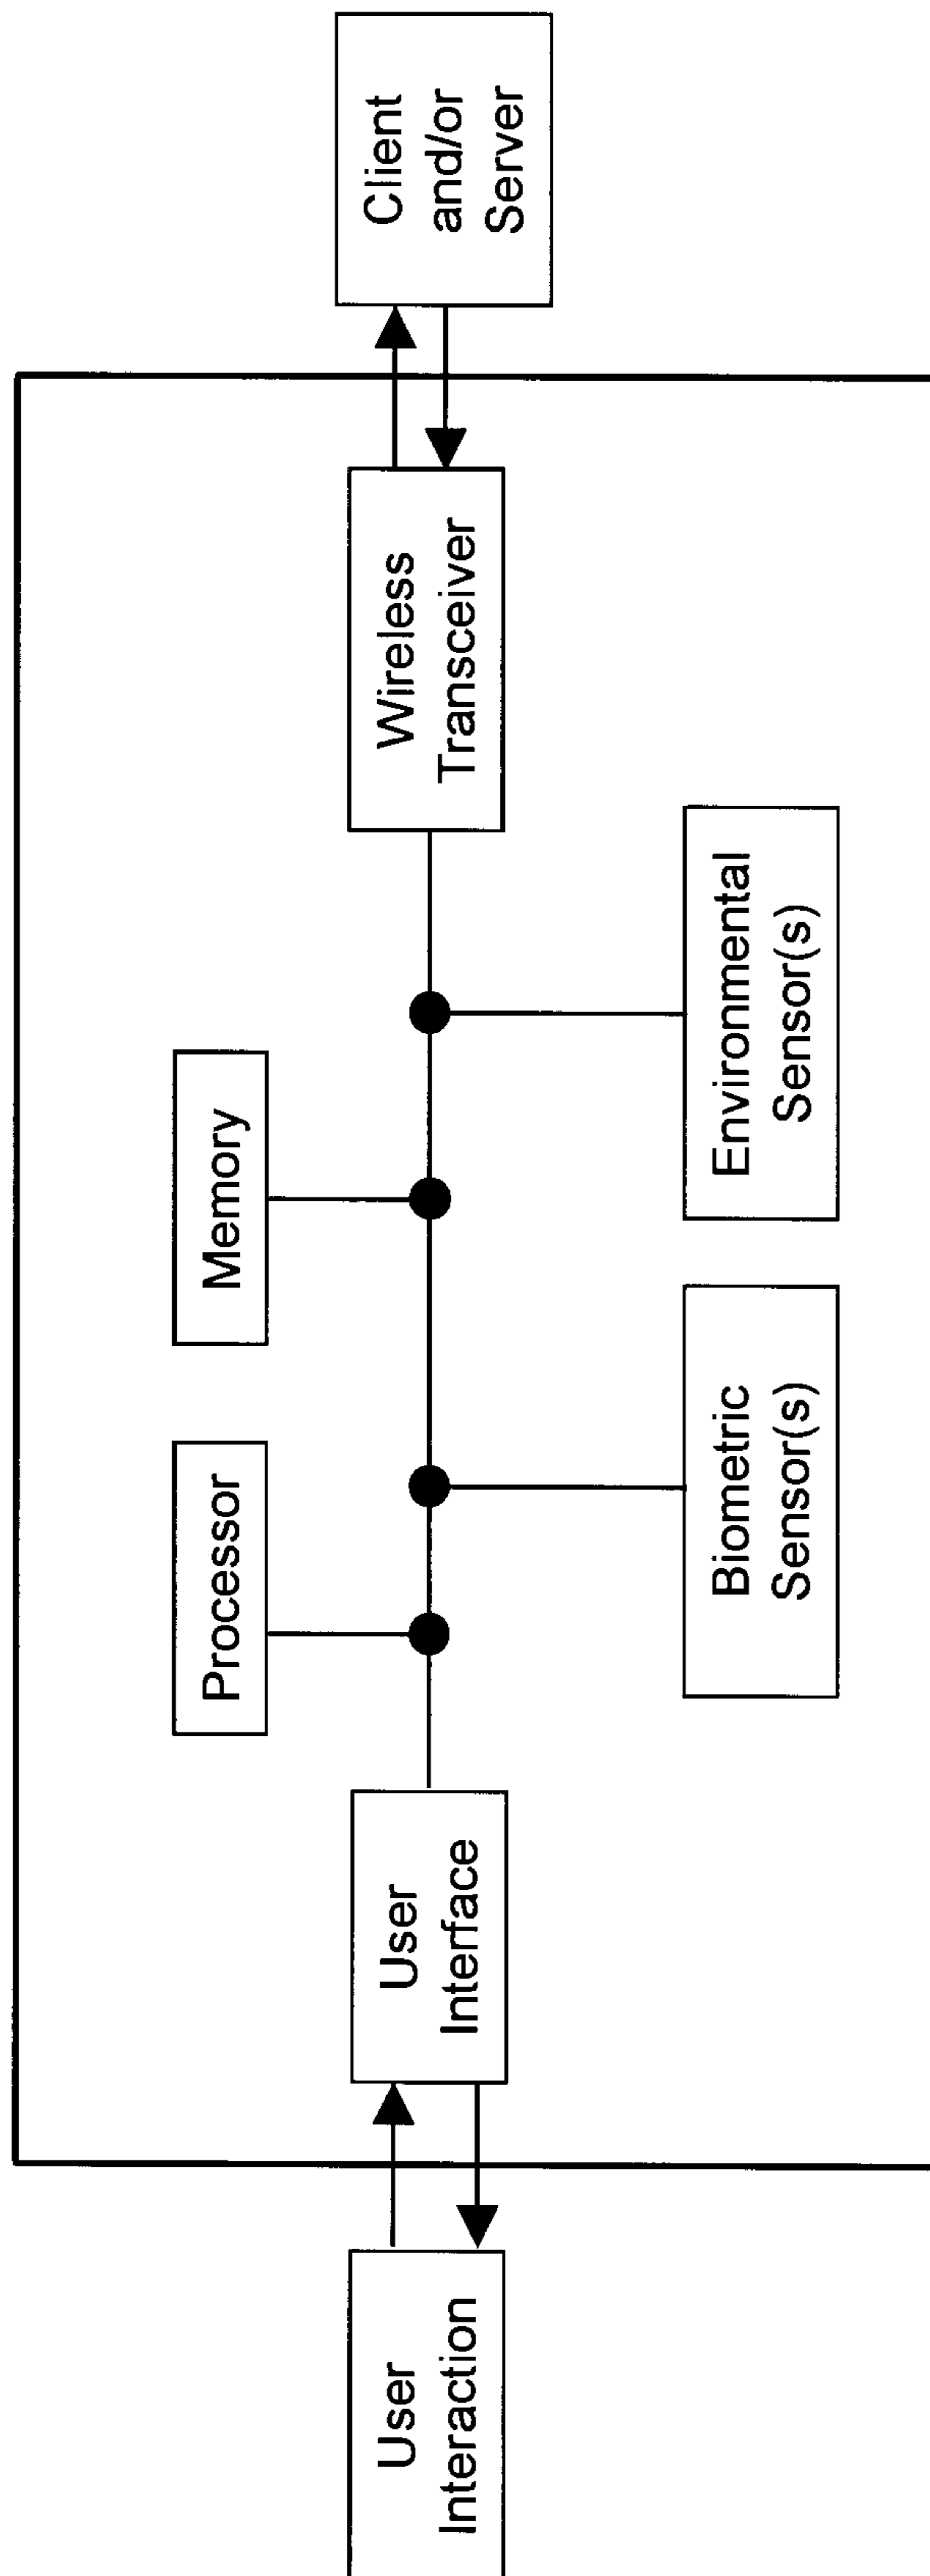 User
Interaction
User
Interface
Processor
Memory
Biometric
Sensor(s)
Environmental
Sensor(s)
Wireless
Transceiver
Client
and/or
Server